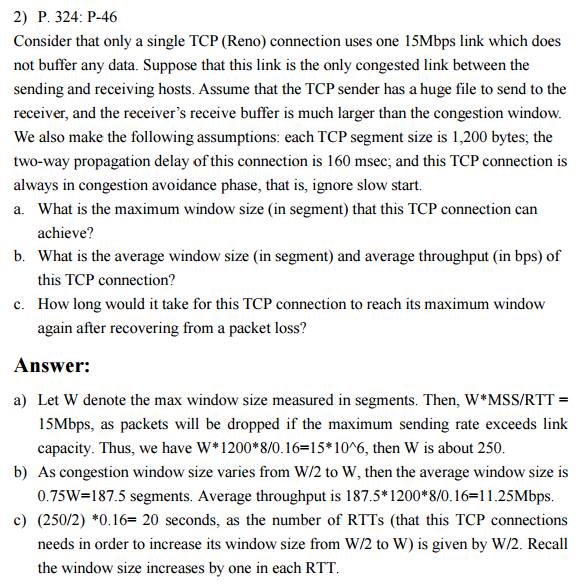 2) P. 324: P-46
Consider that only a single TCP (Reno) connection uses one 15Mbps link which does
not buffer any data. Suppose that this link is the only congested link between the
sending and receiving hosts. Assume that the TCP sender has a huge file to send to the
receiver, and the receiver's receive buffer is much larger than the congestion window.
We also make the following assumptions: each TCP segment size is 1,200 bytes; the
two-way propagation delay of this connection is 160 msec; and this TCP connection is
always in congestion avoidance phase, that is, ignore slow start.
a. What is the maximum window size (in segment) that this TCP connection can
achieve?
b. What is the average window size (in segment) and average throughput (in bps) of
this TCP connection?
c. How long would it take for this TCP connection to reach its maximum window
again after recovering from a packet loss?
Answer:
a) Let W denote the max window size measured in segments. Then, W*MSS/RTT =
15Mbps, as packets will be dropped if the maximum sending rate exceeds link
capacity. Thus, we have W*1200*8/0.16=15*10^6, then W is about 250.
b) As congestion window size varies from W/2 to W, then the average window size is
0.75W=187.5 segments. Average throughput is 187.5*1200*8/0.16=11.25Mbps.
c) (250/2) *0.16= 20 seconds, as the number of RTTs (that this TCP connections
needs in order to increase its window size from W/2 to W) is given by W/2. Recall
the window size increases by one in each RTT.